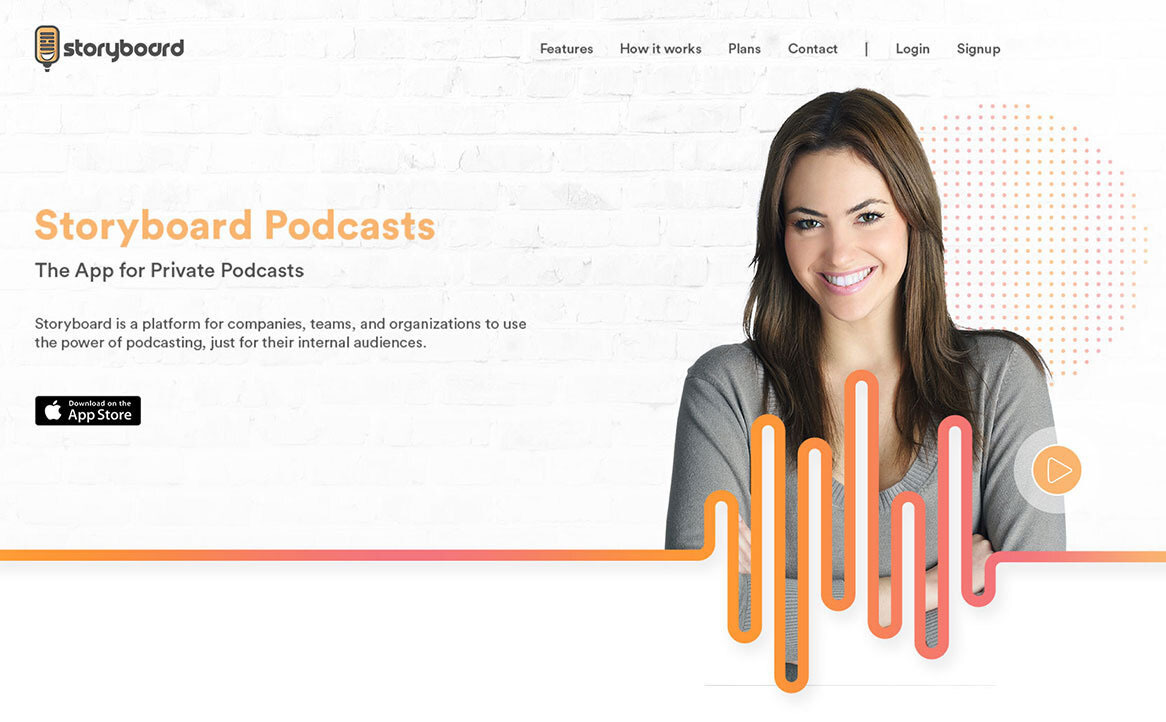 storyboard
Features How it works Plans Contact | Login Signup
Storyboard Podcasts
The App for Private Podcasts
Storyboard is a platform for companies, teams, and organizations to use
the power of podcasting, just for their internal audiences.
Download on the
App Store